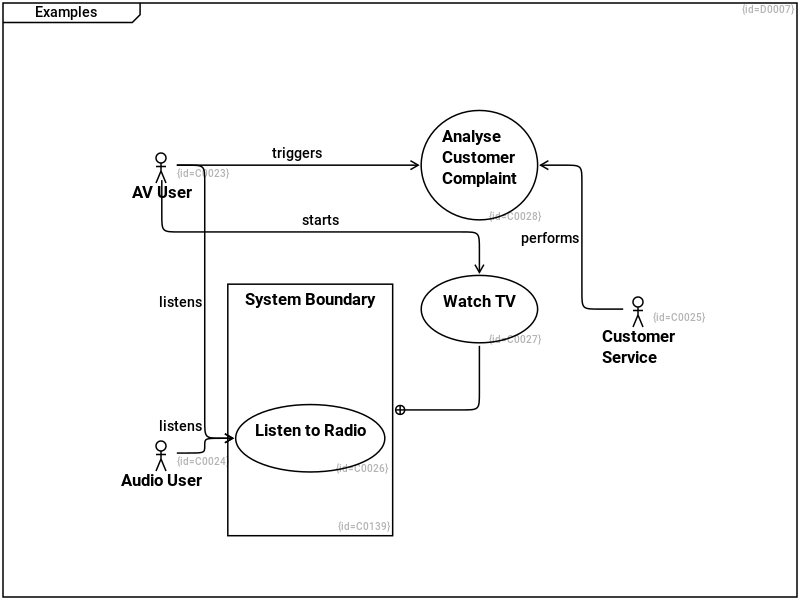 Examples
{id=D0007}
triggers
Analyse
Customer
Complaint
{id=C0023}
AV User
{id=C0028}
starts
performs
listens
System Boundary
Watch TV
{id=C0027}
{id=C0025}
Customer
Service
listens
Listen to Radio
{id=C0024}
{id=C0026}
Audio User
{id=C0139}